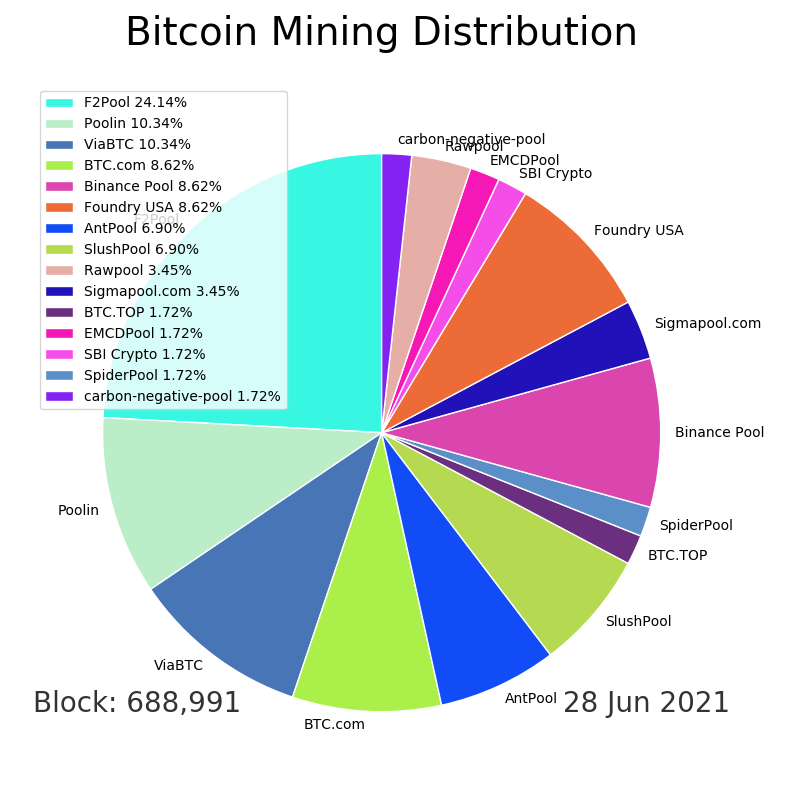 Bitcoin Mining Distribution
F2Pool 24.14%
Poolin 10.34%
ViaBTC 10.34%
BTC.com 8.62%
Binance Pool 8.62%
Foundry USA 8.62%
AntPool 6.90%
SlushPool 6.90%
Rawpool 3.45%
Sigmapool.com 3.45%
BTC.TOP 1.72%
EMCDPool 1.72%
SBI Crypto 1.72%
SpiderPool 1.72%
carbon-negative-pool 1.72%
carbon-negative-pool
Rawpool
EMCDPool
SBI Crypto
F2Pool
Foundry USA
Sigmapool.com
Binance Pool
Poolin
SpiderPool
BTC.TOP
SlushPool
ViaBTC
AntPool
BTC.com
Block: 688,991
28 Jun 2021